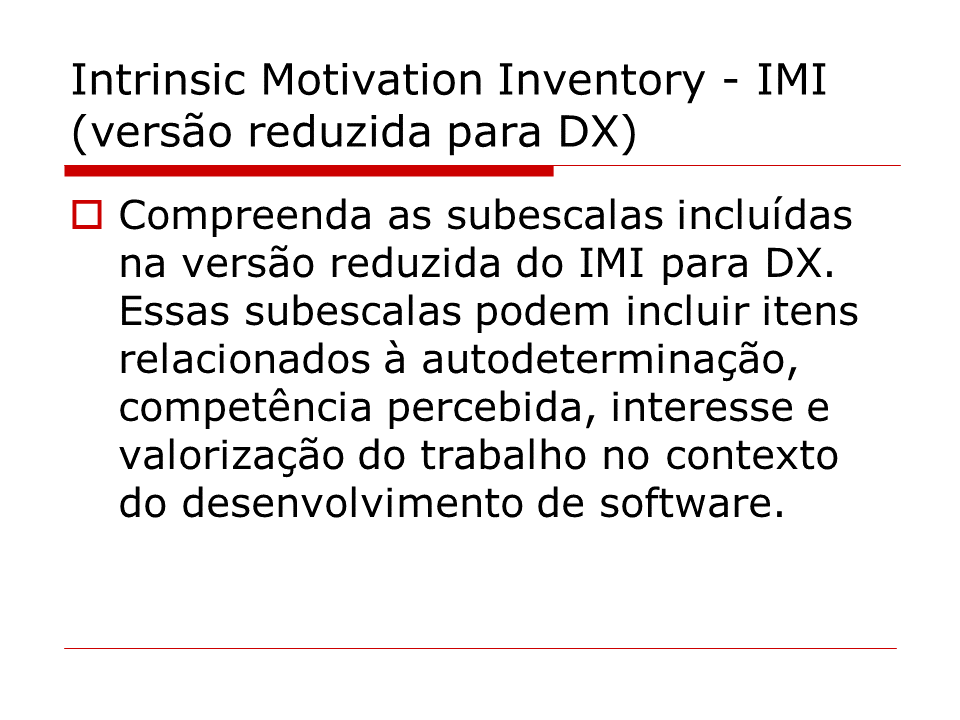 Intrinsic Motivation Inventory - IMI
(versão reduzida para DX)
Compreenda as subescalas incluídas
na versão reduzida do IMI para DX.
Essas subescalas podem incluir itens
relacionados à autodeterminação,
competência percebida, interesse e
valorização do trabalho no contexto
do desenvolvimento de software.